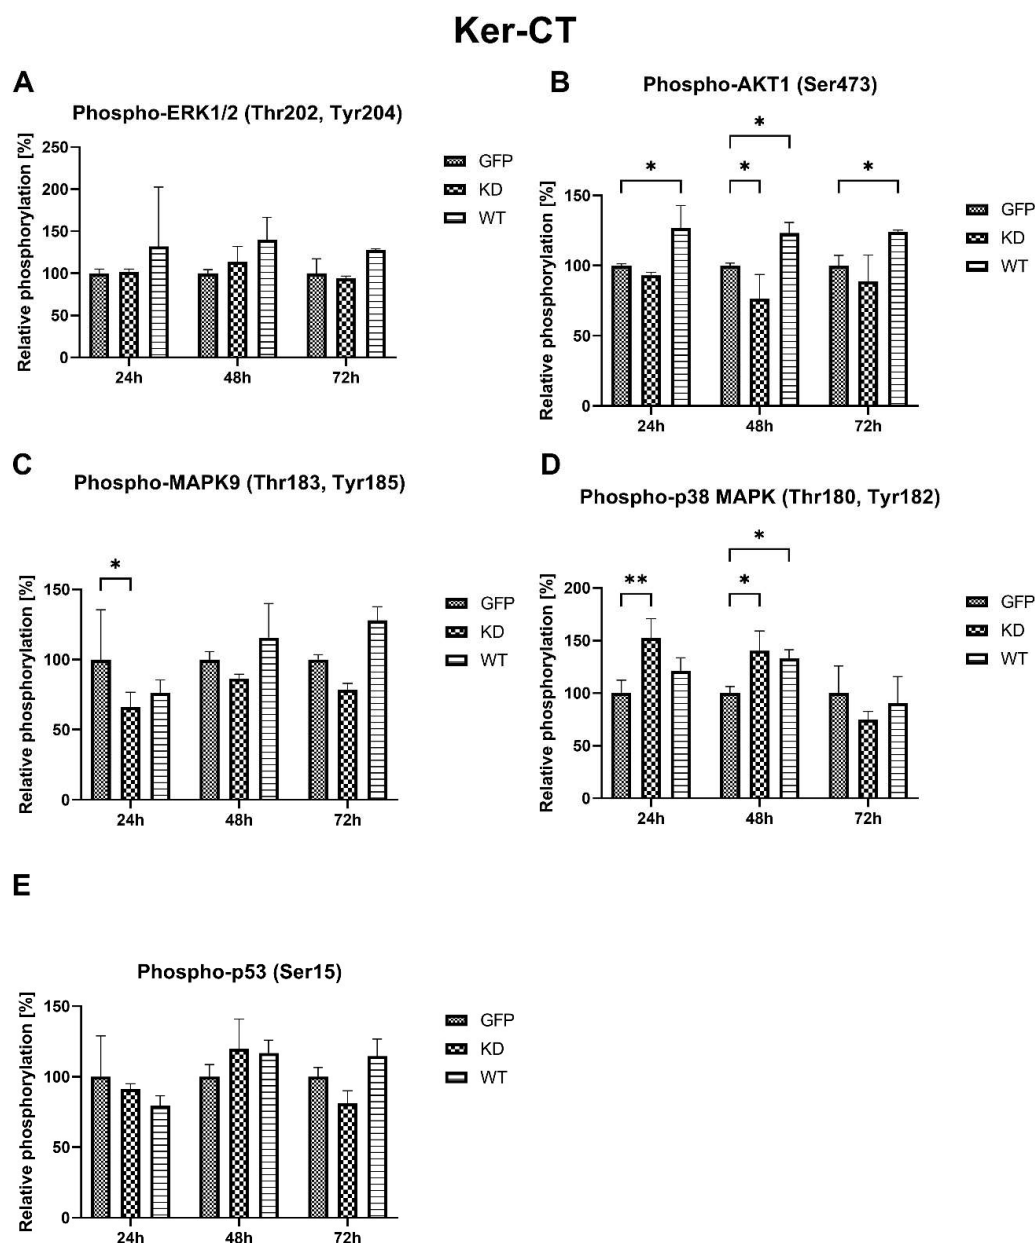 Ker-CT
A
Phospho-ERK1/2 (Thr202, Tyr204)
Relative phosphorylation [%]
250
200
150
100
50
0
24h
48h
72h
GFP
KD
WT
B
Phospho-AKT1 (Ser473)
*
*
*
*
Relative phosphorylation [%]
150
100
50
0
24h
48h
72h
GFP
KD
WT
C
Phospho-MAPK9 (Thr183, Tyr185)
*
Relative phosphorylation [%]
150
100
50
0
24h
48h
72h
GFP
KD
WT
D
Phospho-p38 MAPK (Thr180, Tyr182)
*
**
*
Relative phosphorylation [%]
200
150
100
50
0
24h
48h
72h
GFP
KD
WT
E
Phospho-p53 (Ser15)
Relative phosphorylation [%]
150
100
50
0
24h
48h
72h
GFP
KD
WT